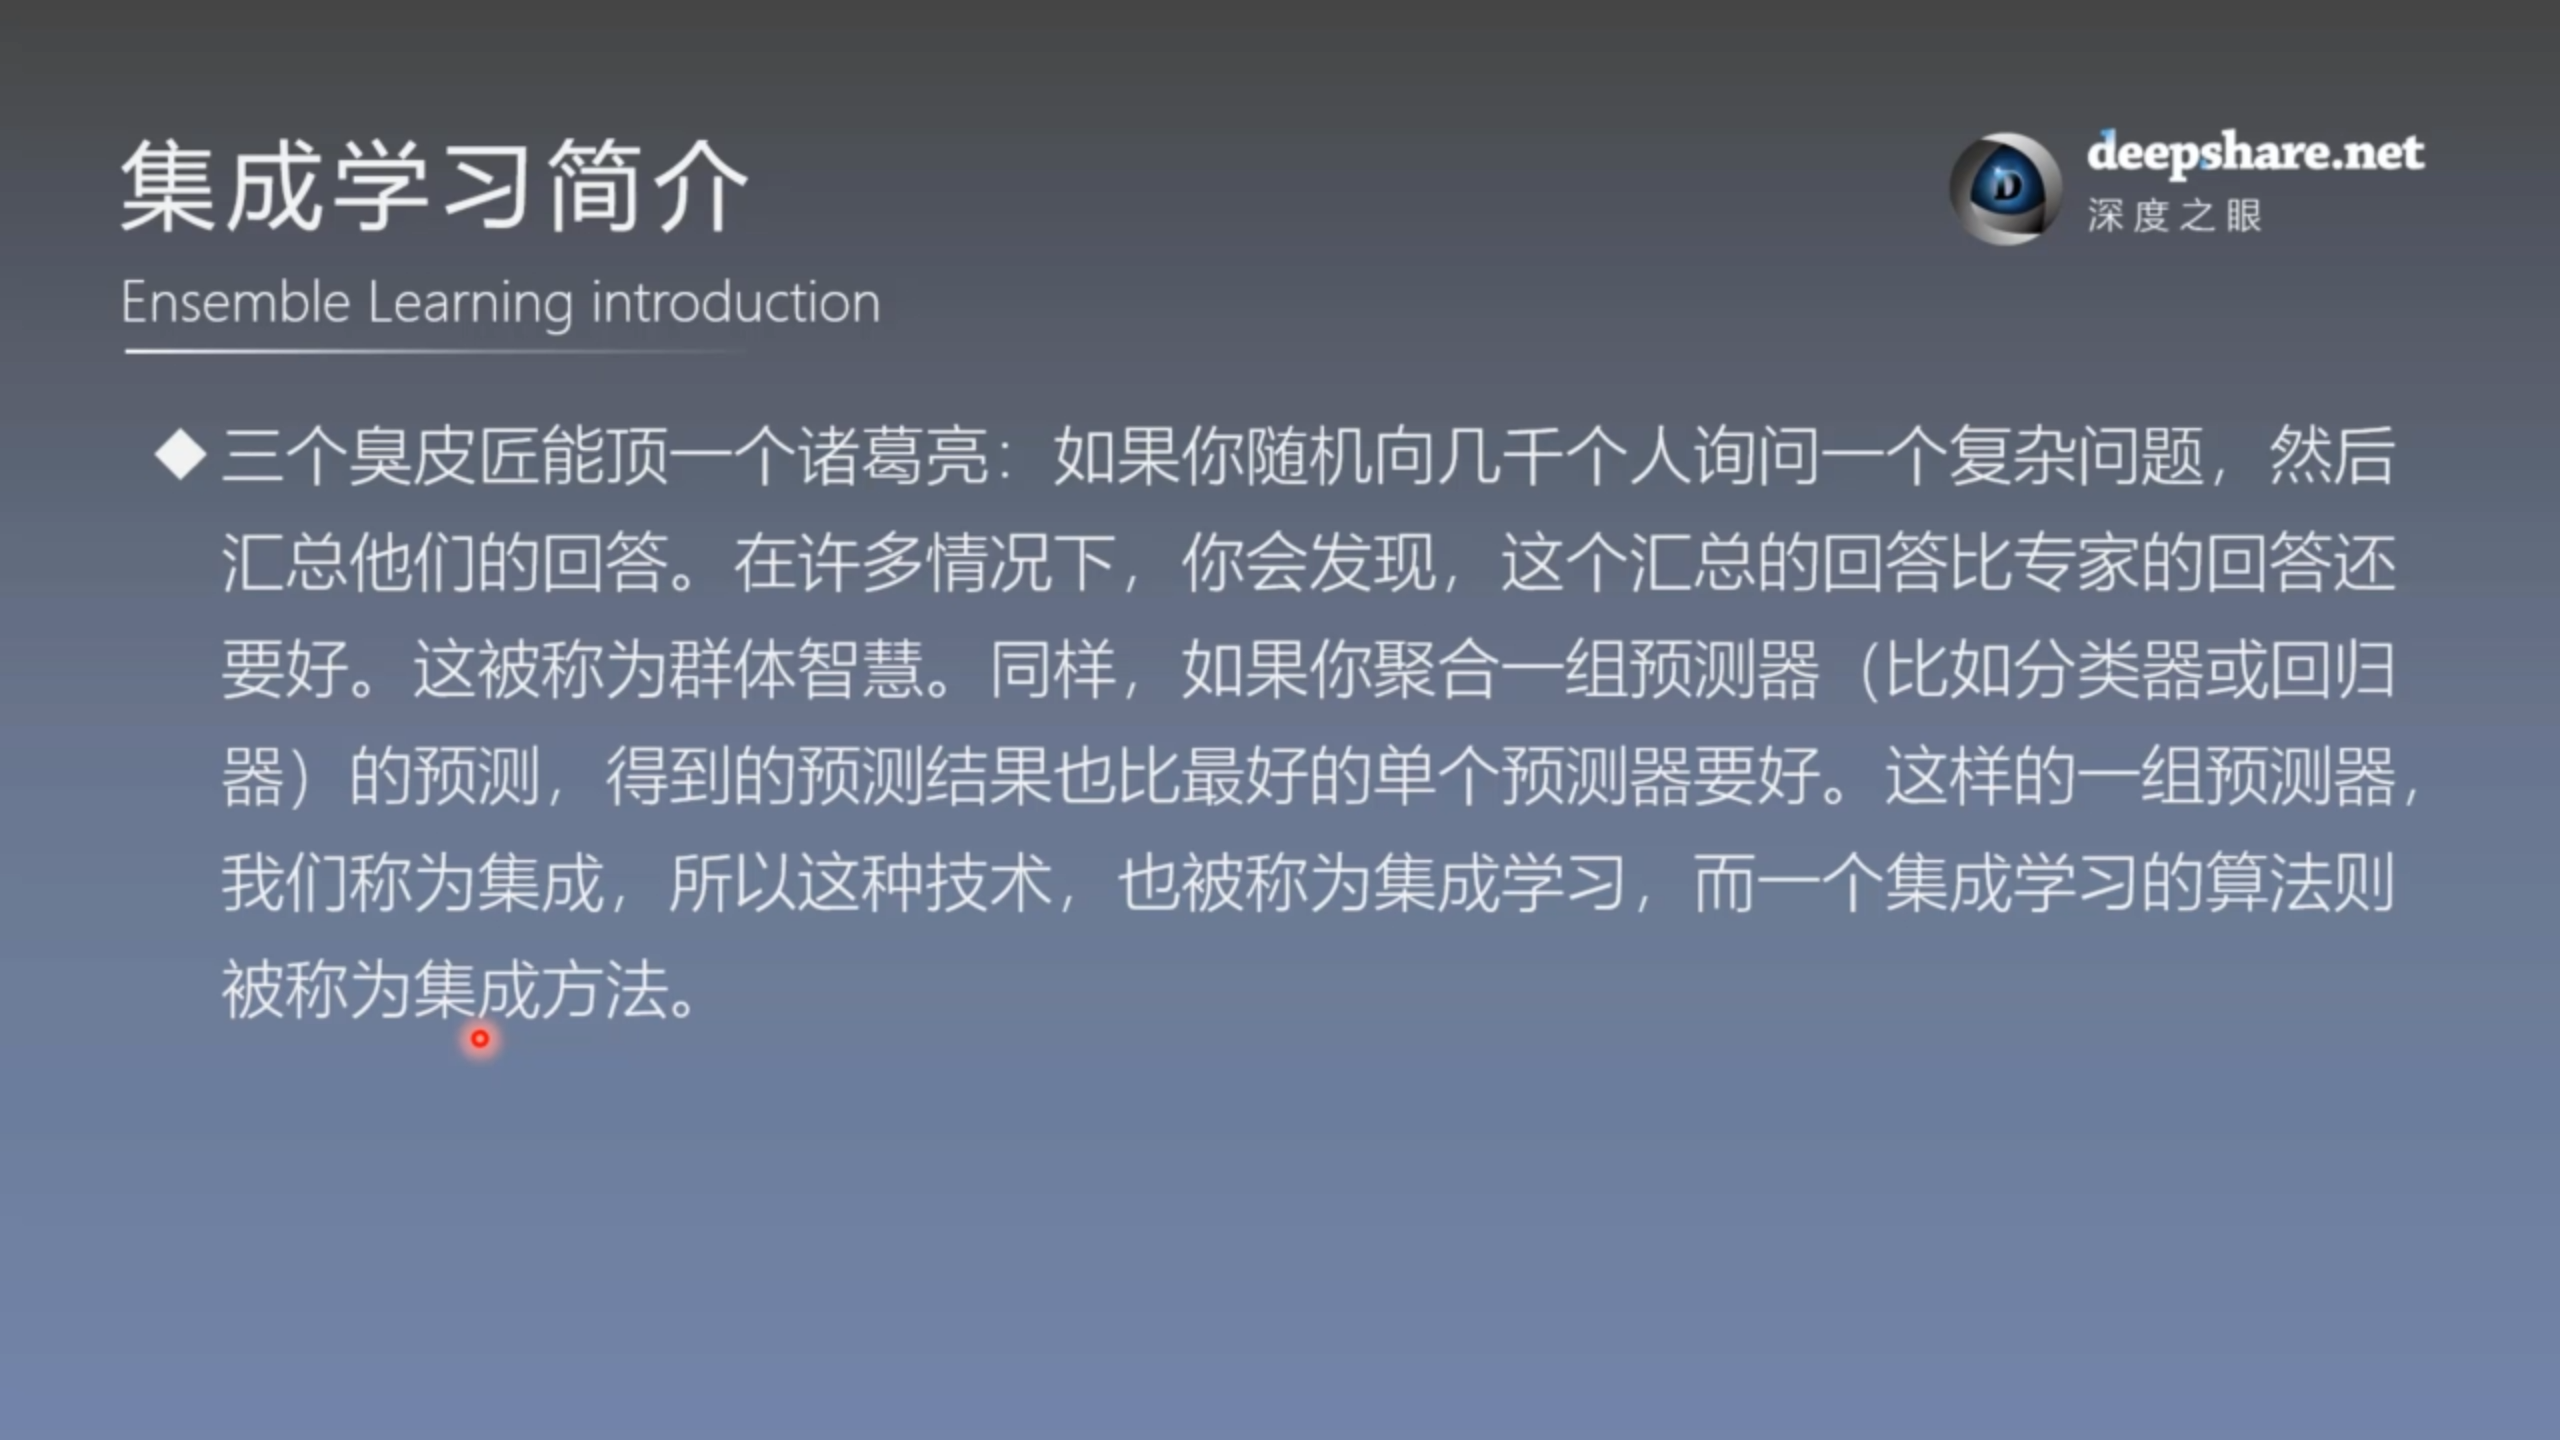 集成学习简介
deepshare.net
深度之眼
Ensemble Learning introduction
◆三个臭皮匠能顶一个诸葛亮：如果你随机向几千个人询问一个复杂问题，然后
汇总他们的回答。在许多情况下，你会发现，这个汇总的回答比专家的回答还
要好。这被称为群体智慧。同样，如果你聚合一组预测器（比如分类器或回归
器）的预测，得到的预测结果也比最好的单个预测器要好。这样的一组预测器，
我们称为集成，所以这种技术，也被称为集成学习，而一个集成学习的算法则
被称为集成方法。